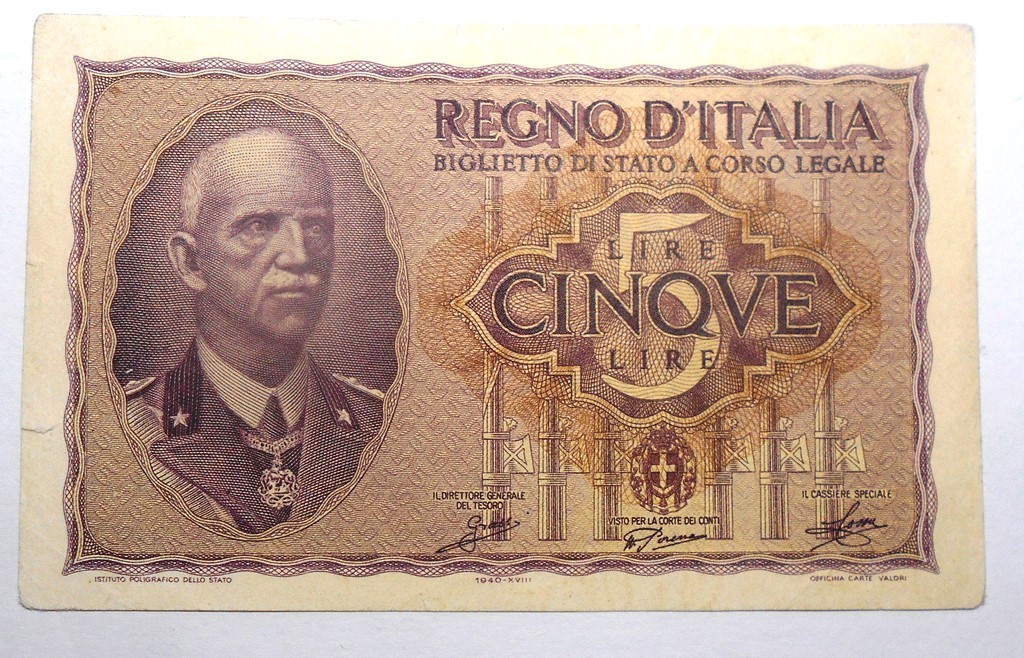 REGNO D'ITALIA
BIGLIETTO DI STATO A CORSO LEGALE
5
LIRE
CINQVE
LIRE
IL DIRETTORE GENERALE
DEL TESORO
VISTO PER LA CORTE DEI CONTI
IL CASSIERE SPECIALE
ISTITUTO POLIGRAFICO DELLO STATO
1940-XVIII
OFFICINA CARTE VALORI